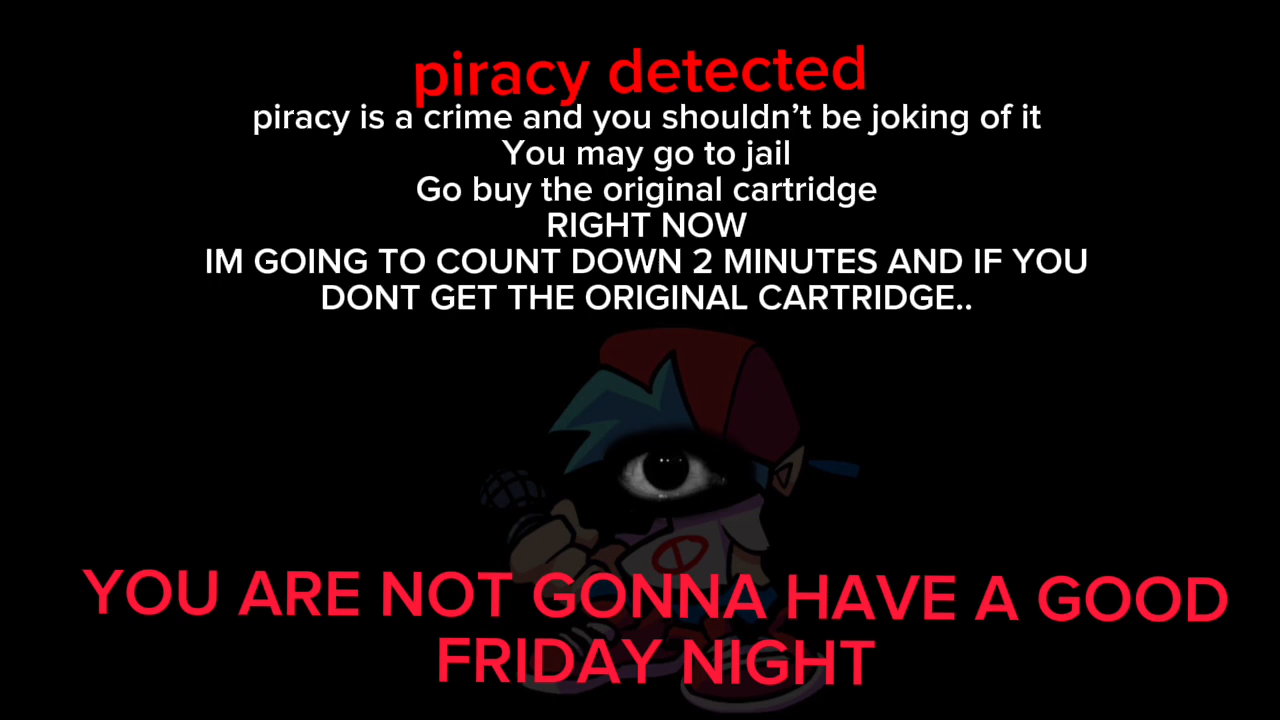 piracy detected
piracy is a crime and you shouldn’t be joking of it
You may go to jail
Go buy the original cartridge
RIGHT NOW
IM GOING TO COUNT DOWN 2 MINUTES AND IF YOU
DONT GET THE ORIGINAL CARTRIDGE..
YOU ARE NOT GONNA HAVE A GOOD
FRIDAY NIGHT